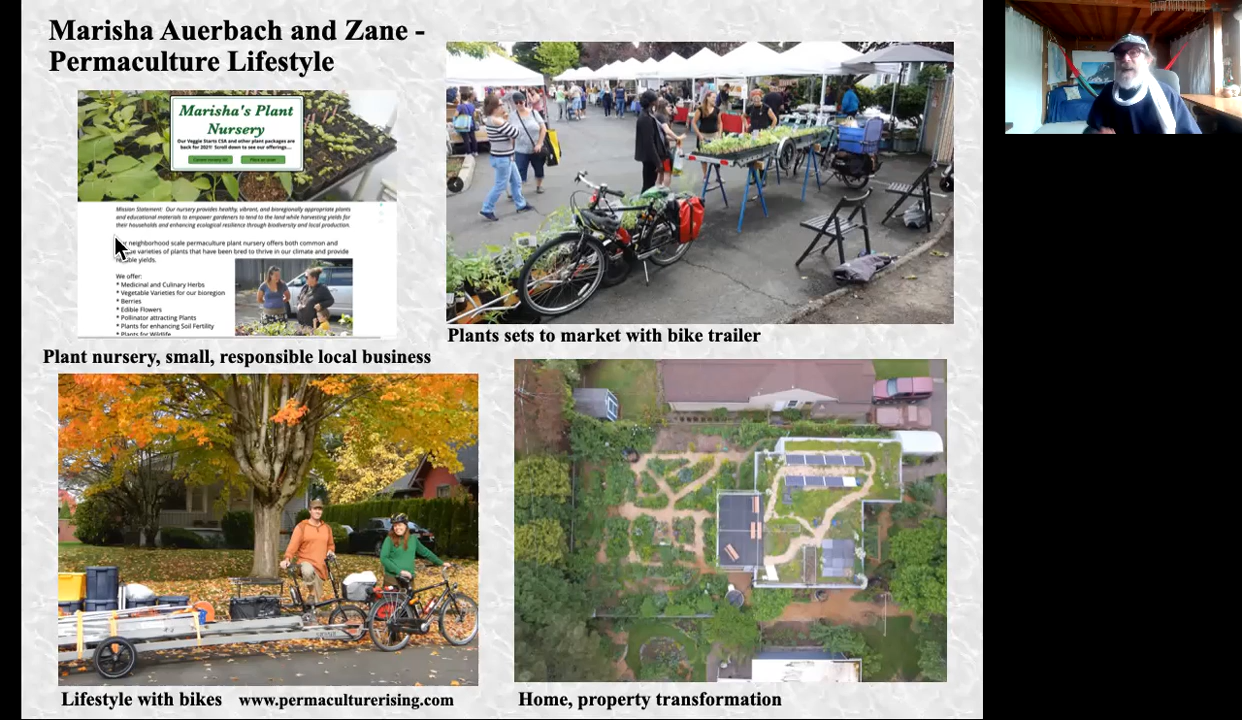 Marisha Auerbach and Zane -
Permaculture Lifestyle
Marisha's Plant
Nursery
Our Veggie Starts CSA and other plant packages are
back for 2021! Scroll down to see our offerings....
Mission Statement: Our nursery provides healthy, vibrant, and bioregionally appropriate plants
and educational materials to empower gardeners to tend to the land while harvesting yields for
their households and enhancing ecological resilience through biodiversity and local production.
neighborhood scale permaculture plant nursery offers both common and
varieties of plants that have been bred to thrive in our climate and provide
yields.
We offer:
* Medicinal and Culinary Herbs
* Vegetable Varieties for our bioregion
* Berries
* Edible Flowers
* Pollinator attracting Plants
* Plants for enhancing Soil Fertility
* Plants for Wildlife
Plant nursery, small, responsible local business
Plants sets to market with bike trailer
Lifestyle with bikes www.permaculturerising.com
Home, property transformation